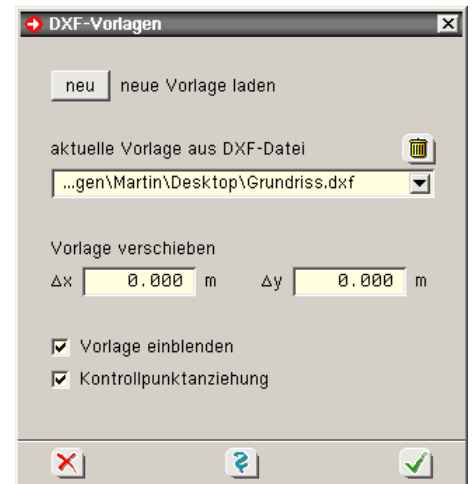 DXF-Vorlagen
neu neue Vorlage laden
aktuelle Vorlage aus DXF-Datei
...gen\Martin\Desktop\Grundriss.dxf
Vorlage verschieben
Δx 0.000 m Δy 0.000 m
Vorlage einblenden
Kontrollpunktanziehung